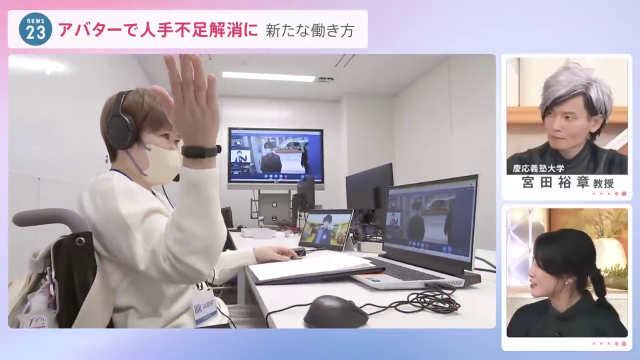 news
23
アバターで人手不足解消に 新たな働き方
慶応義塾大学
宮田裕章 教授